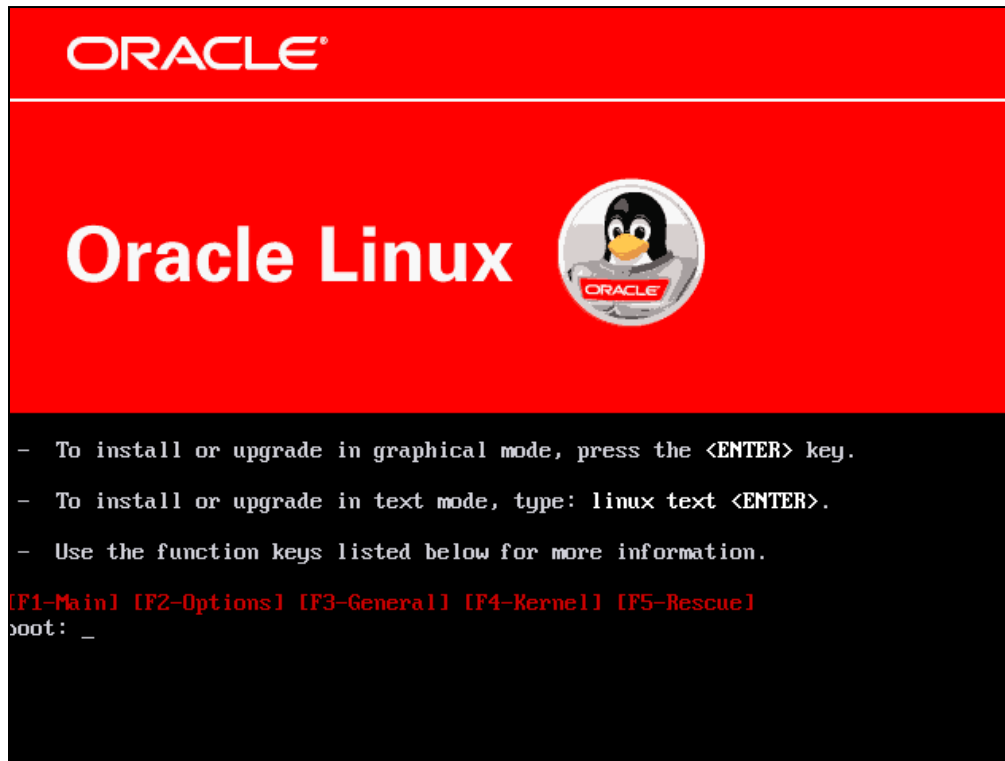 ORACLE®
Oracle Linux
ORACLE
- To install or upgrade in graphical mode, press the <ENTER> key.
- To install or upgrade in text mode, type: linux text <ENTER>.
- Use the function keys listed below for more information.
[F1-Main] [F2-Options] [F3-General] [F4-Kernel] [F5-Rescue]
boot: _